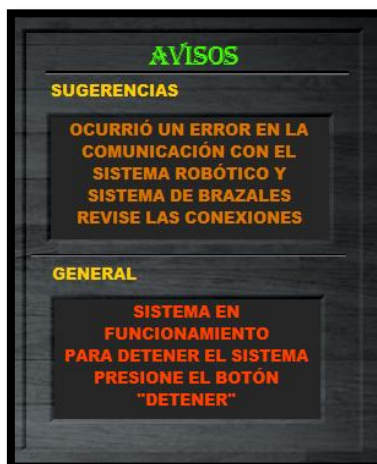 AVISOS
SUGERENCIAS
OCURRIÓ UN ERROR EN LA
COMUNICACIÓN CON EL
SISTEMA ROBÓTICO Y
SISTEMA DE BRAZALES
REVISE LAS CONEXIONES
GENERAL
SISTEMA EN
FUNCIONAMIENTO
PARA DETENER EL SISTEMA
PRESIONE EL BOTÓN
"DETENER"